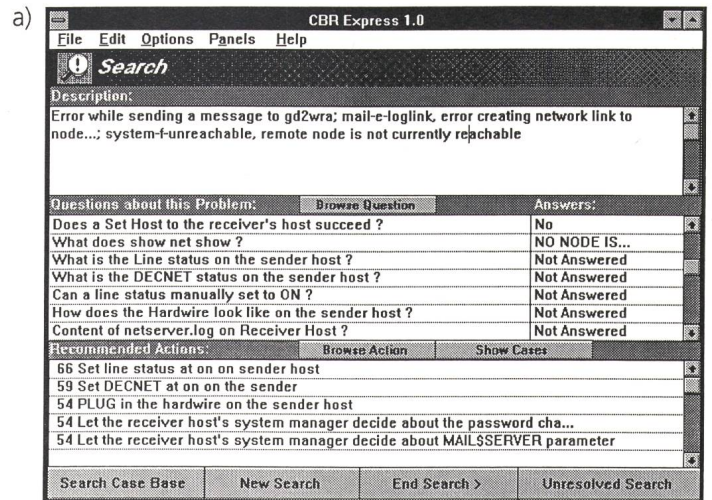 a)
CBR Express 1.0
File Edit Options Panels Help
Search
Description:
Error while sending a message to gd2wra; mail-e-loglink, error creating network link to
node...; system-f-unreachable, remote node is not currently reachable
Questions about this Problem: Browse Question Answers:
Does a Set Host to the receiver's host succeed ? No
What does show net show ? NO NODE IS...
What is the Line status on the sender host ? Not Answered
What is the DECNET status on the sender host ? Not Answered
Can a line status manually set to ON ? Not Answered
How does the Hardwire look like on the sender host ? Not Answered
Content of netserver.log on Receiver Host ? Not Answered
Recommended Actions: Browse Action Show Cases
66 Set line status at on on sender host
59 Set DECNET at on on the sender
54 PLUG in the hardwire on the sender host
54 Let the receiver host's system manager decide about the password cha...
54 Let the receiver host's system manager decide about MAIL$SERVER parameter
Search Case Base New Search End Search > Unresolved Search